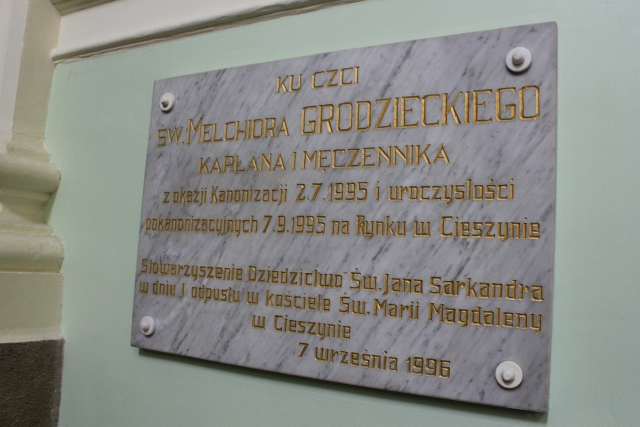 KU CZCI
ŚW. MELCHIORA GRODZIECKIEGO
KAPŁANA I MĘCZENNIKA
z okazji Kanonizacji 2.7.1995 i uroczystości
pokanonizacyjnych 7.9.1995 na Rynku w Cieszynie
Stowarzyszenie Dziedzictwo Św. Jana Sarkandra
w dniu I odpustu w kościele Św. Marii Magdaleny
w Cieszynie
7 września 1996